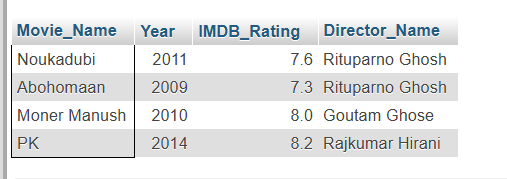 Movie_Name Year IMDB_Rating Director_Name
Noukadubi 2011 7.6 Rituparno Ghosh
Abohomaan 2009 7.3 Rituparno Ghosh
Moner Manush 2010 8.0 Goutam Ghose
PK 2014 8.2 Rajkumar Hirani